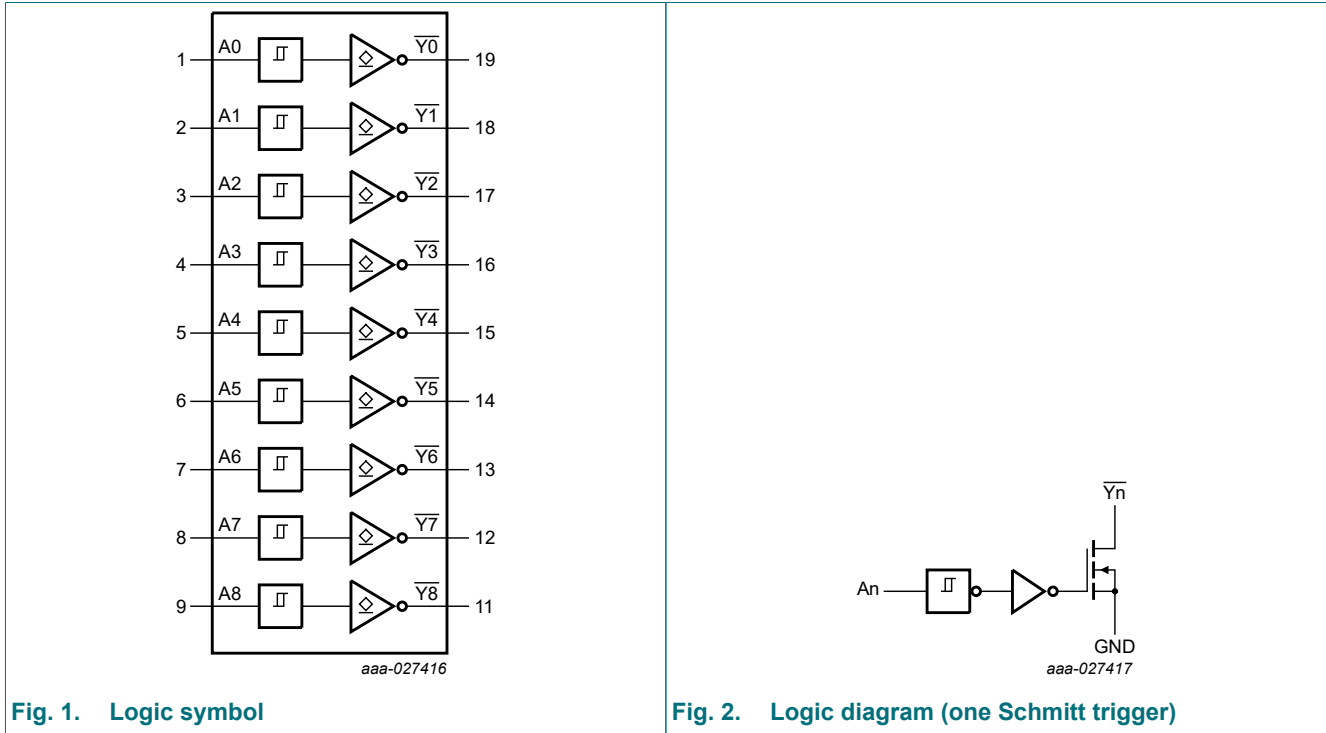 1 A0 Y0 19
2 A1 Y1 18
3 A2 Y2 17
4 A3 Y3 16
5 A4 Y4 15
6 A5 Y5 14
7 A6 Y6 13
8 A7 Y7 12
9 A8 Y8 11
aaa-027416
Fig. 1. Logic symbol
Yn
An
GND
aaa-027417
Fig. 2. Logic diagram (one Schmitt trigger)